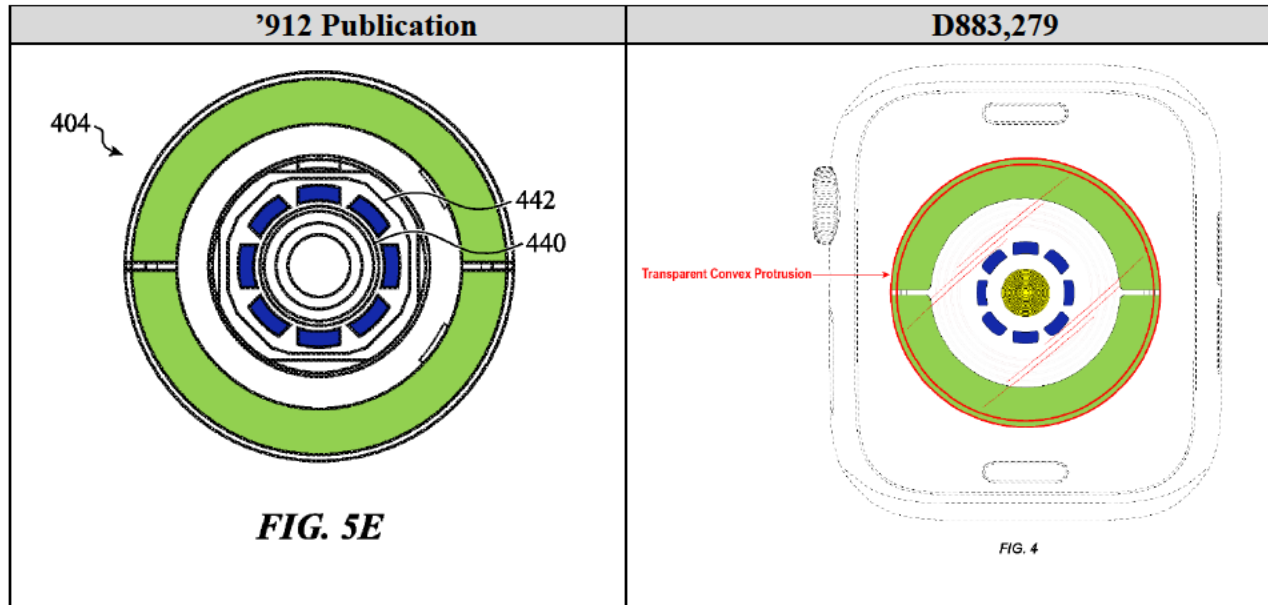 ’912 Publication
D883,279
404
442
440
FIG. 5E
Transparent Convex Protrusion
FIG. 4